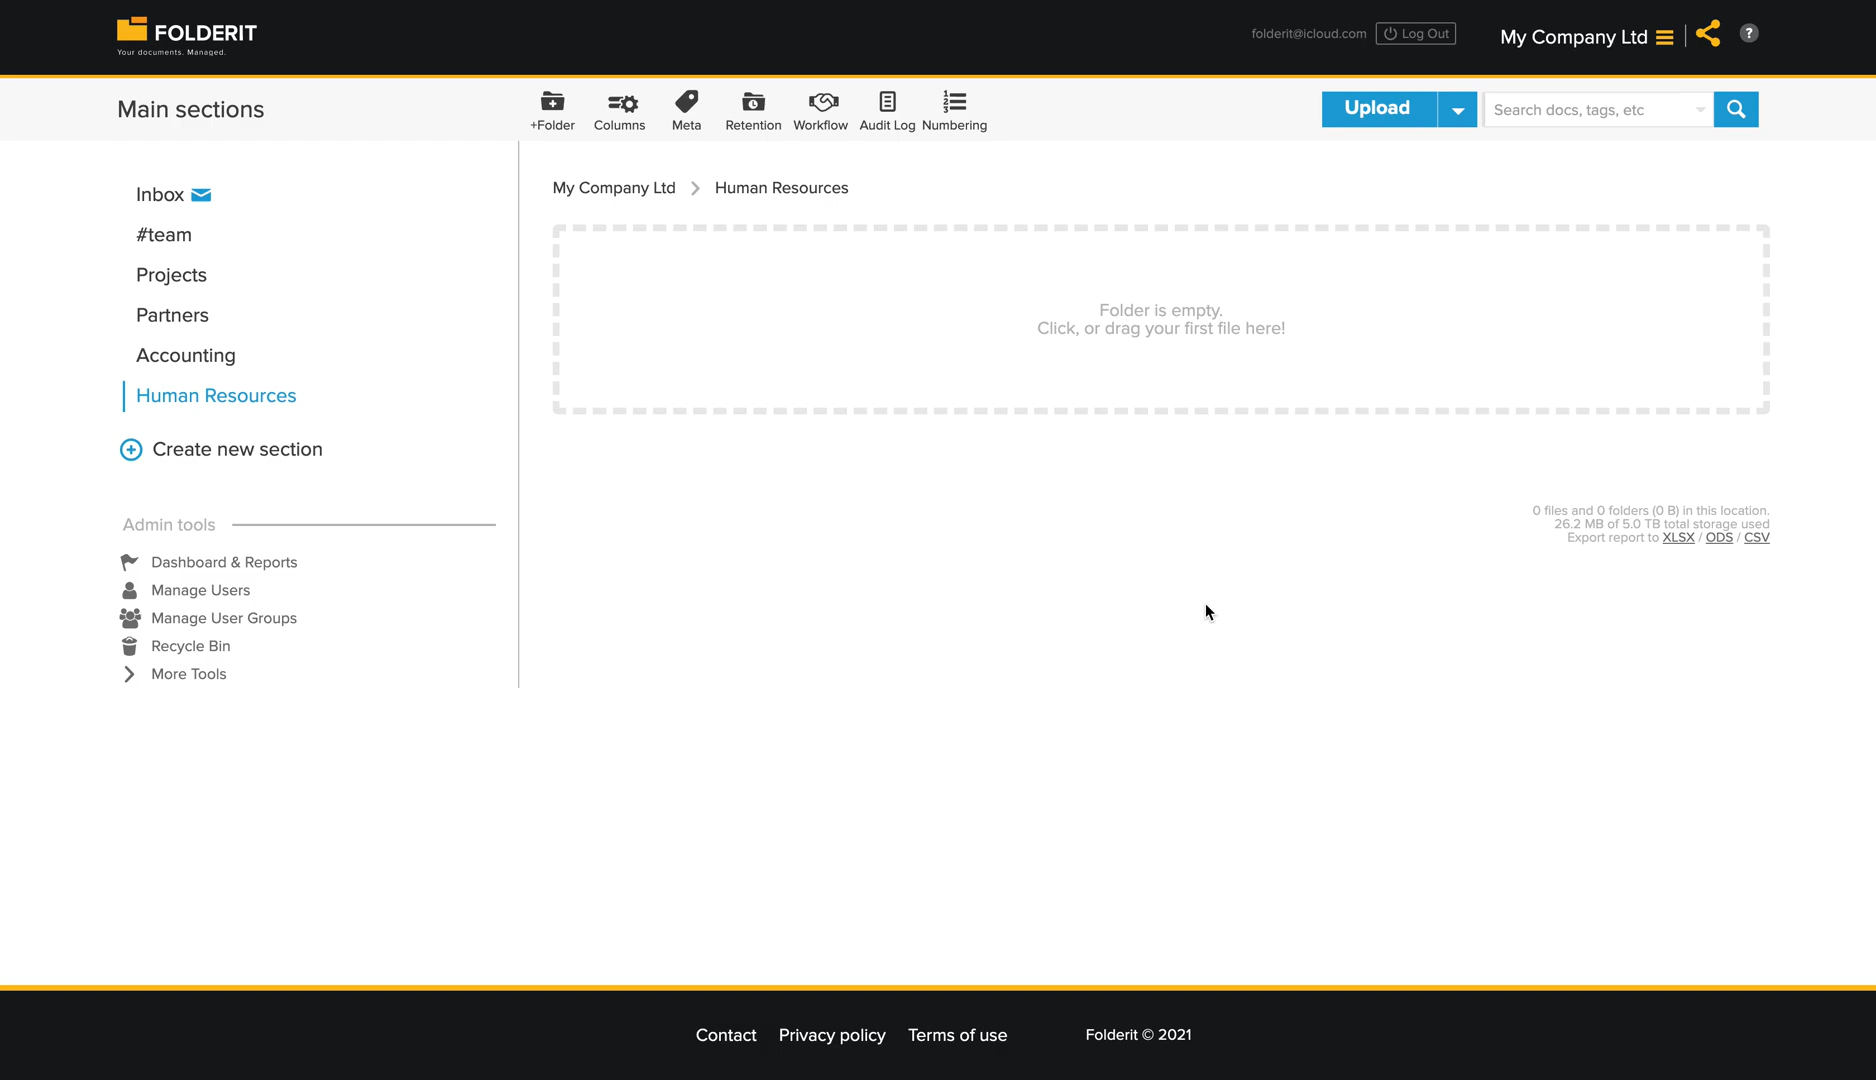 FOLDERIT
Your documents. Managed.
folderit@icloud.com
Log Out
My Company Ltd
?
Main sections
+Folder
Columns
Meta
Retention
Workflow
Audit Log
1
2
3
Numbering
Upload
Search docs, tags, etc
Inbox
#team
Projects
Partners
Accounting
Human Resources
Create new section
Admin tools
Dashboard & Reports
Manage Users
Manage User Groups
Recycle Bin
More Tools
My Company Ltd
Human Resources
Folder is empty.
Click, or drag your first file here!
0 files and 0 folders (0 B) in this location.
26.2 MB of 5.0 TB total storage used
Export report to XLSX / ODS / CSV
Contact
Privacy policy
Terms of use
Folderit © 2021